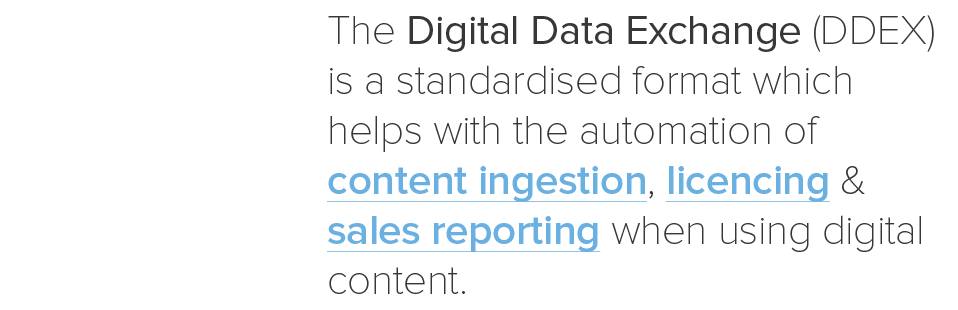 The Digital Data Exchange (DDEX)
is a standardised format which
helps with the automation of
content ingestion, licencing &
sales reporting when using digital
content.